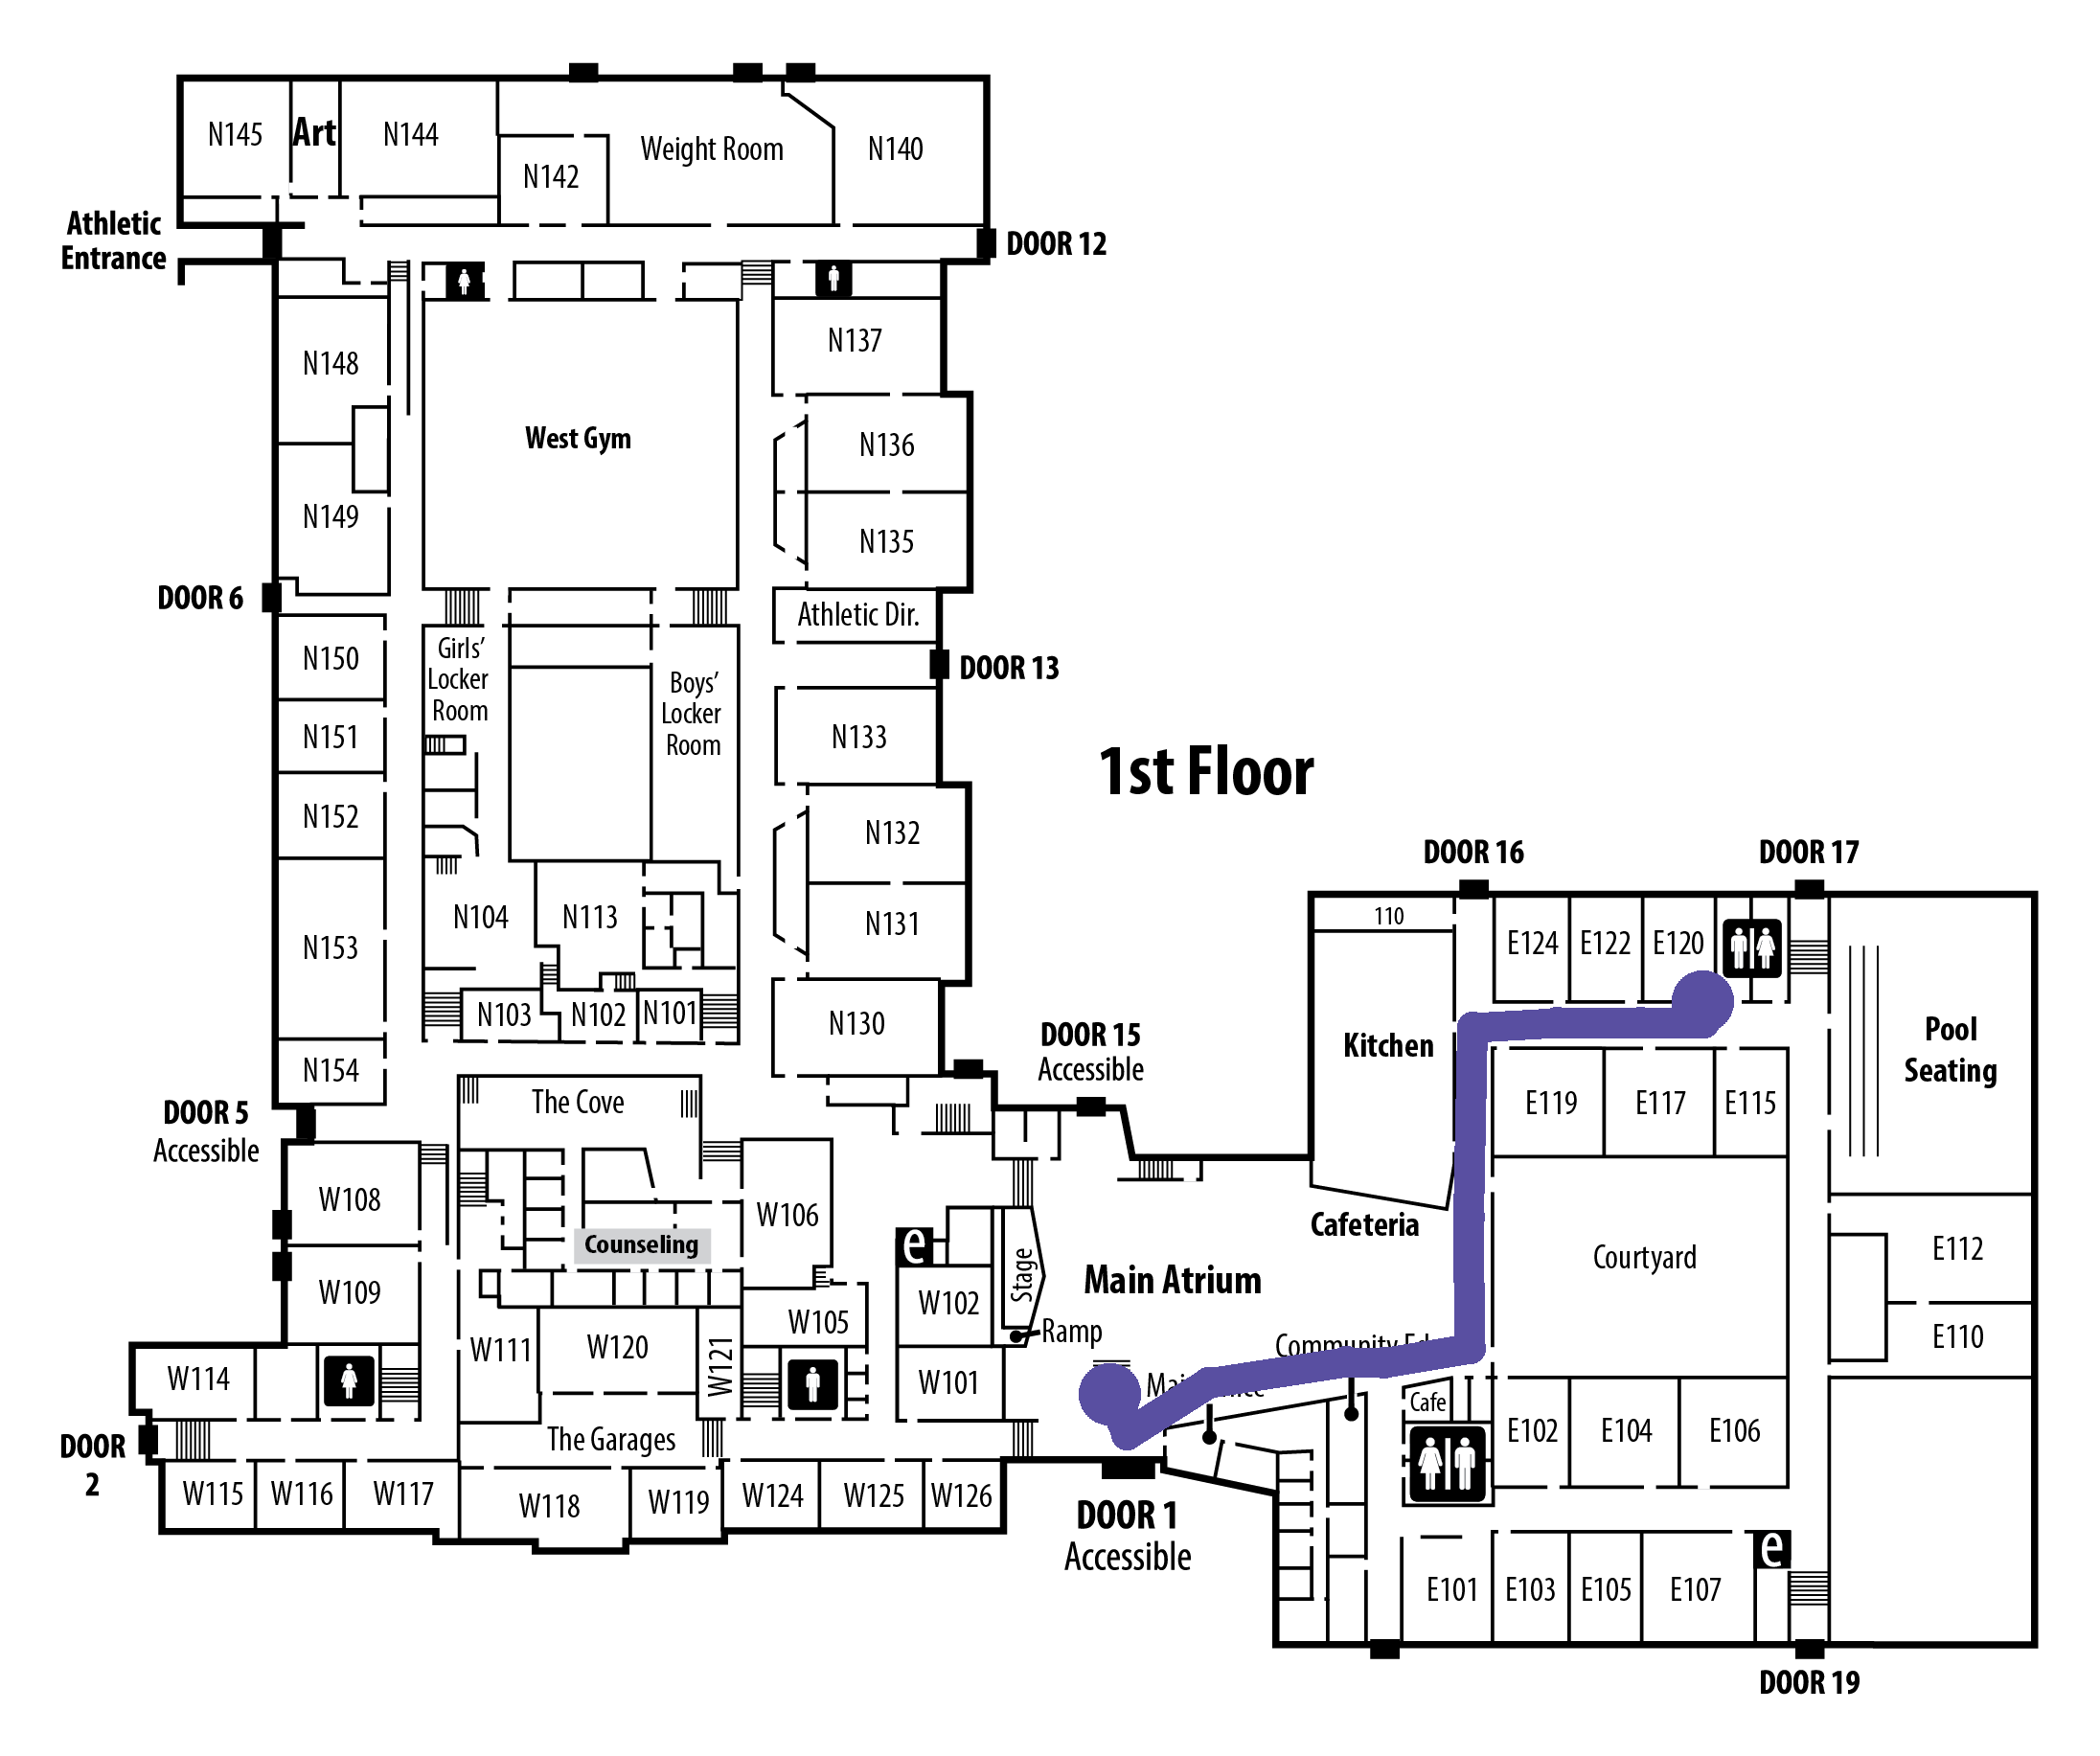 N145
Art
N144
N142
Weight Room
N140
Athletic
Entrance
DOOR 12
N137
N148
N136
West Gym
N149
N135
DOOR 6
Athletic Dir.
Girls'
Locker
Room
N150
DOOR 13
Boys'
Locker
Room
N151
N133
1st Floor
N152
N132
DOOR 16
DOOR 17
N104
N113
N131
110
E124
E122
E120
N153
N103
N102
N101
N130
DOOR 15
Accessible
Kitchen
Pool
Seating
N154
The Cove
E119
E117
E115
DOOR 5
Accessible
W108
W106
Cafeteria
Counseling
e
Courtyard
E112
W109
Stage
Main Atrium
W102
W105
Ramp
E110
W111
W120
W121
Community
W114
W101
Cafe
DOOR
2
The Garages
E102
E104
E106
W115
W116
W117
W118
W119
W124
W125
W126
DOOR 1
Accessible
e
E101
E103
E105
E107
DOOR 19